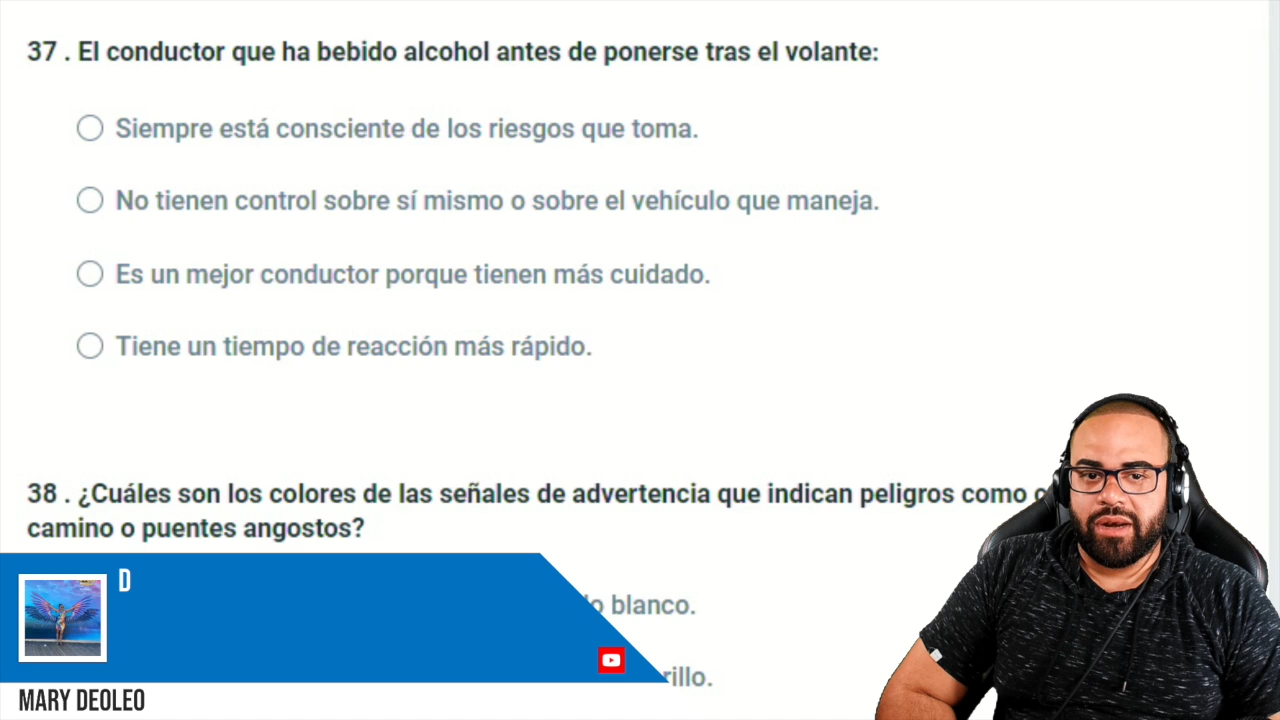 37 . El conductor que ha bebido alcohol antes de ponerse tras el volante:
Siempre está consciente de los riesgos que toma.
No tienen control sobre sí mismo o sobre el vehículo que maneja.
Es un mejor conductor porque tienen más cuidado.
Tiene un tiempo de reacción más rápido.
38 . ¿Cuáles son los colores de las señales de advertencia que indican peligros como
camino o puentes angostos?
D
blanco.
MARY DEOLEO